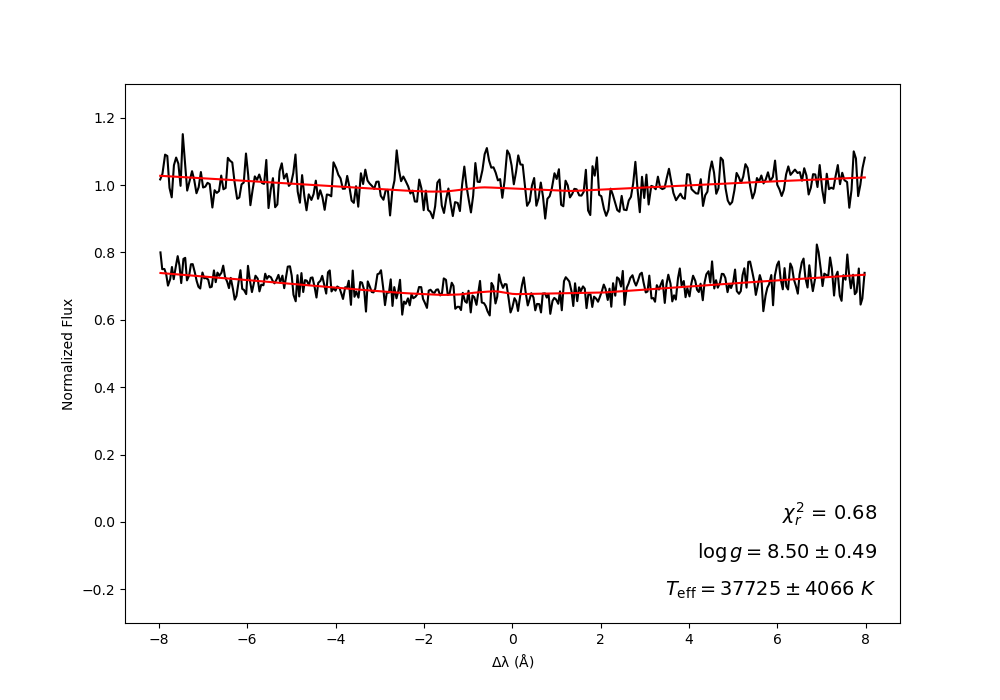 1.2
1.0
0.8
0.6
0.4
0.2
0.0
−0.2
Normalized Flux
χ²ᵣ = 0.68
log g = 8.50 ± 0.49
T_eff = 37725 ± 4066 K
−8 −6 −4 −2 0 2 4 6 8
Δλ (Å)